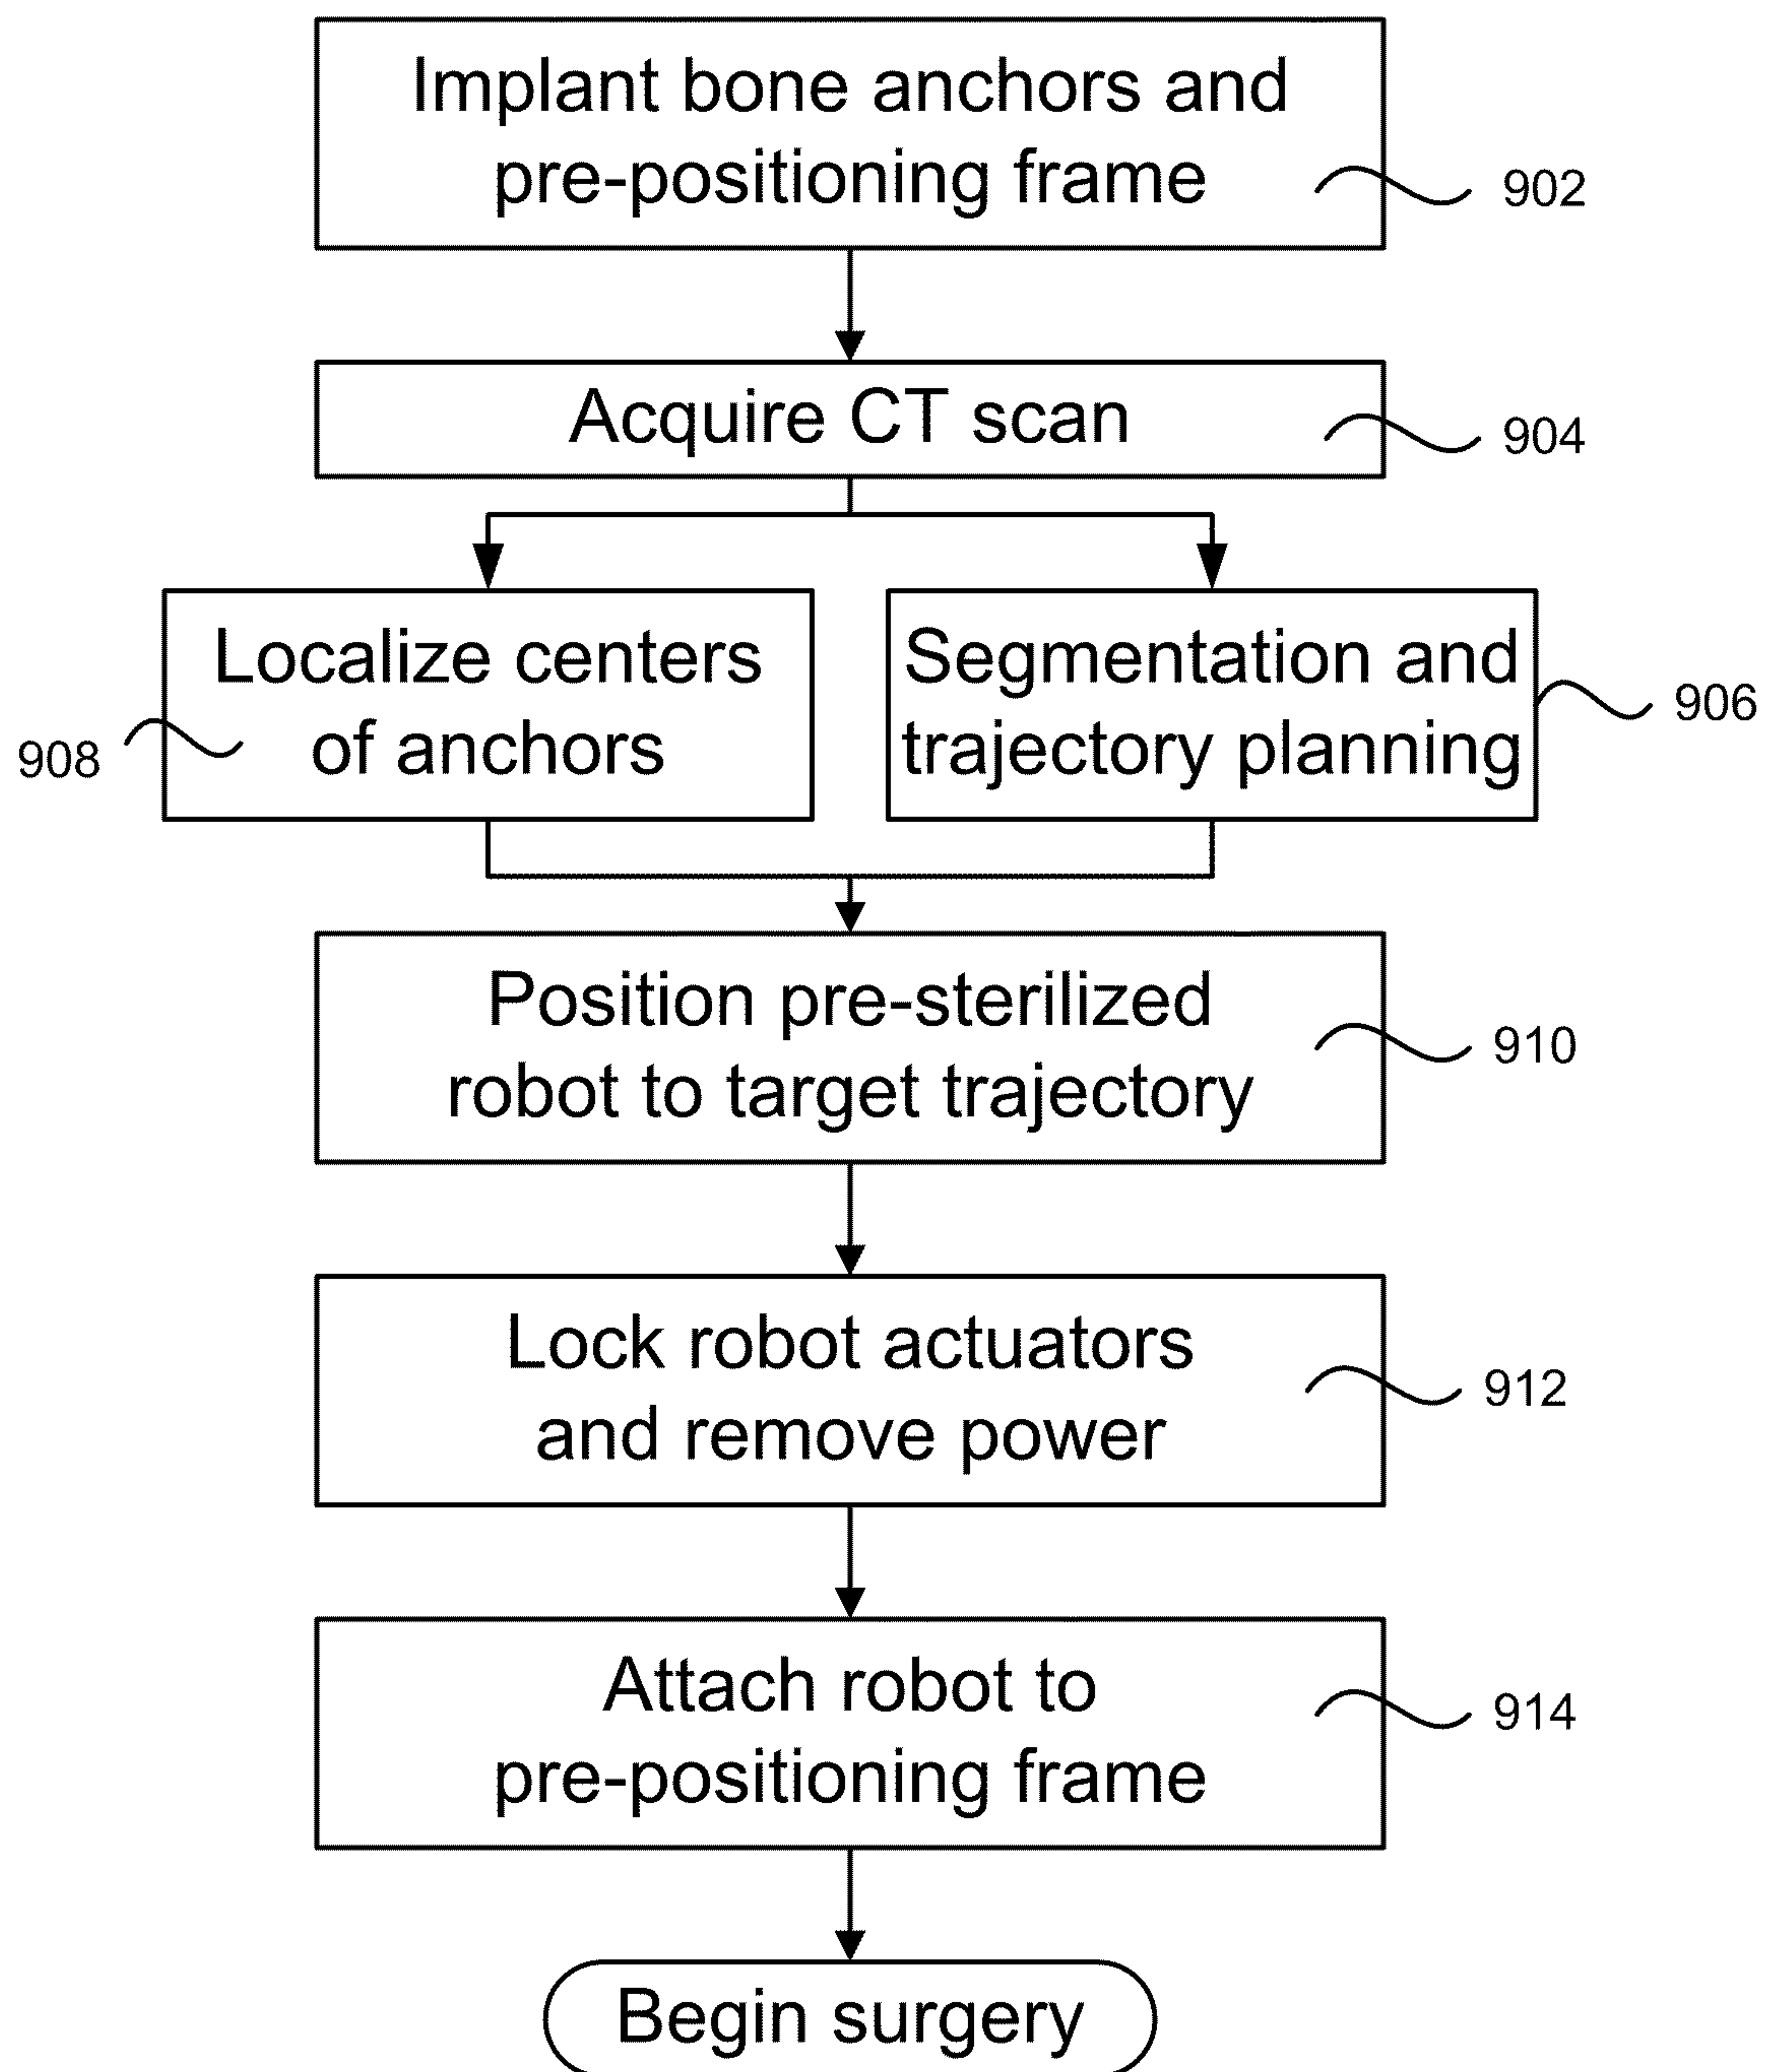 Implant bone anchors and
pre-positioning frame
902
Acquire CT scan
904
Localize centers
of anchors
908
Segmentation and
trajectory planning
906
Position pre-sterilized
robot to target trajectory
910
Lock robot actuators
and remove power
912
Attach robot to
pre-positioning frame
914
Begin surgery